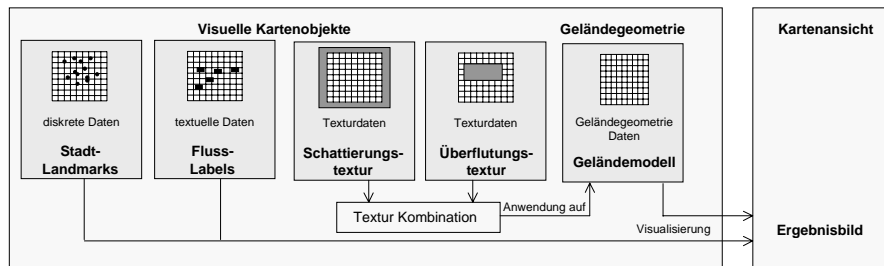 Visuelle Kartenobjekte
Geländegeometrie
Kartenansicht
diskrete Daten
Stadt-
Landmarks
textuelle Daten
Fluss-
Labels
Texturdaten
Schattierungs-
textur
Texturdaten
Überflutungs-
textur
Geländegeometrie
Daten
Geländemodell
Textur Kombination
Anwendung auf
Visualisierung
Ergebnisbild